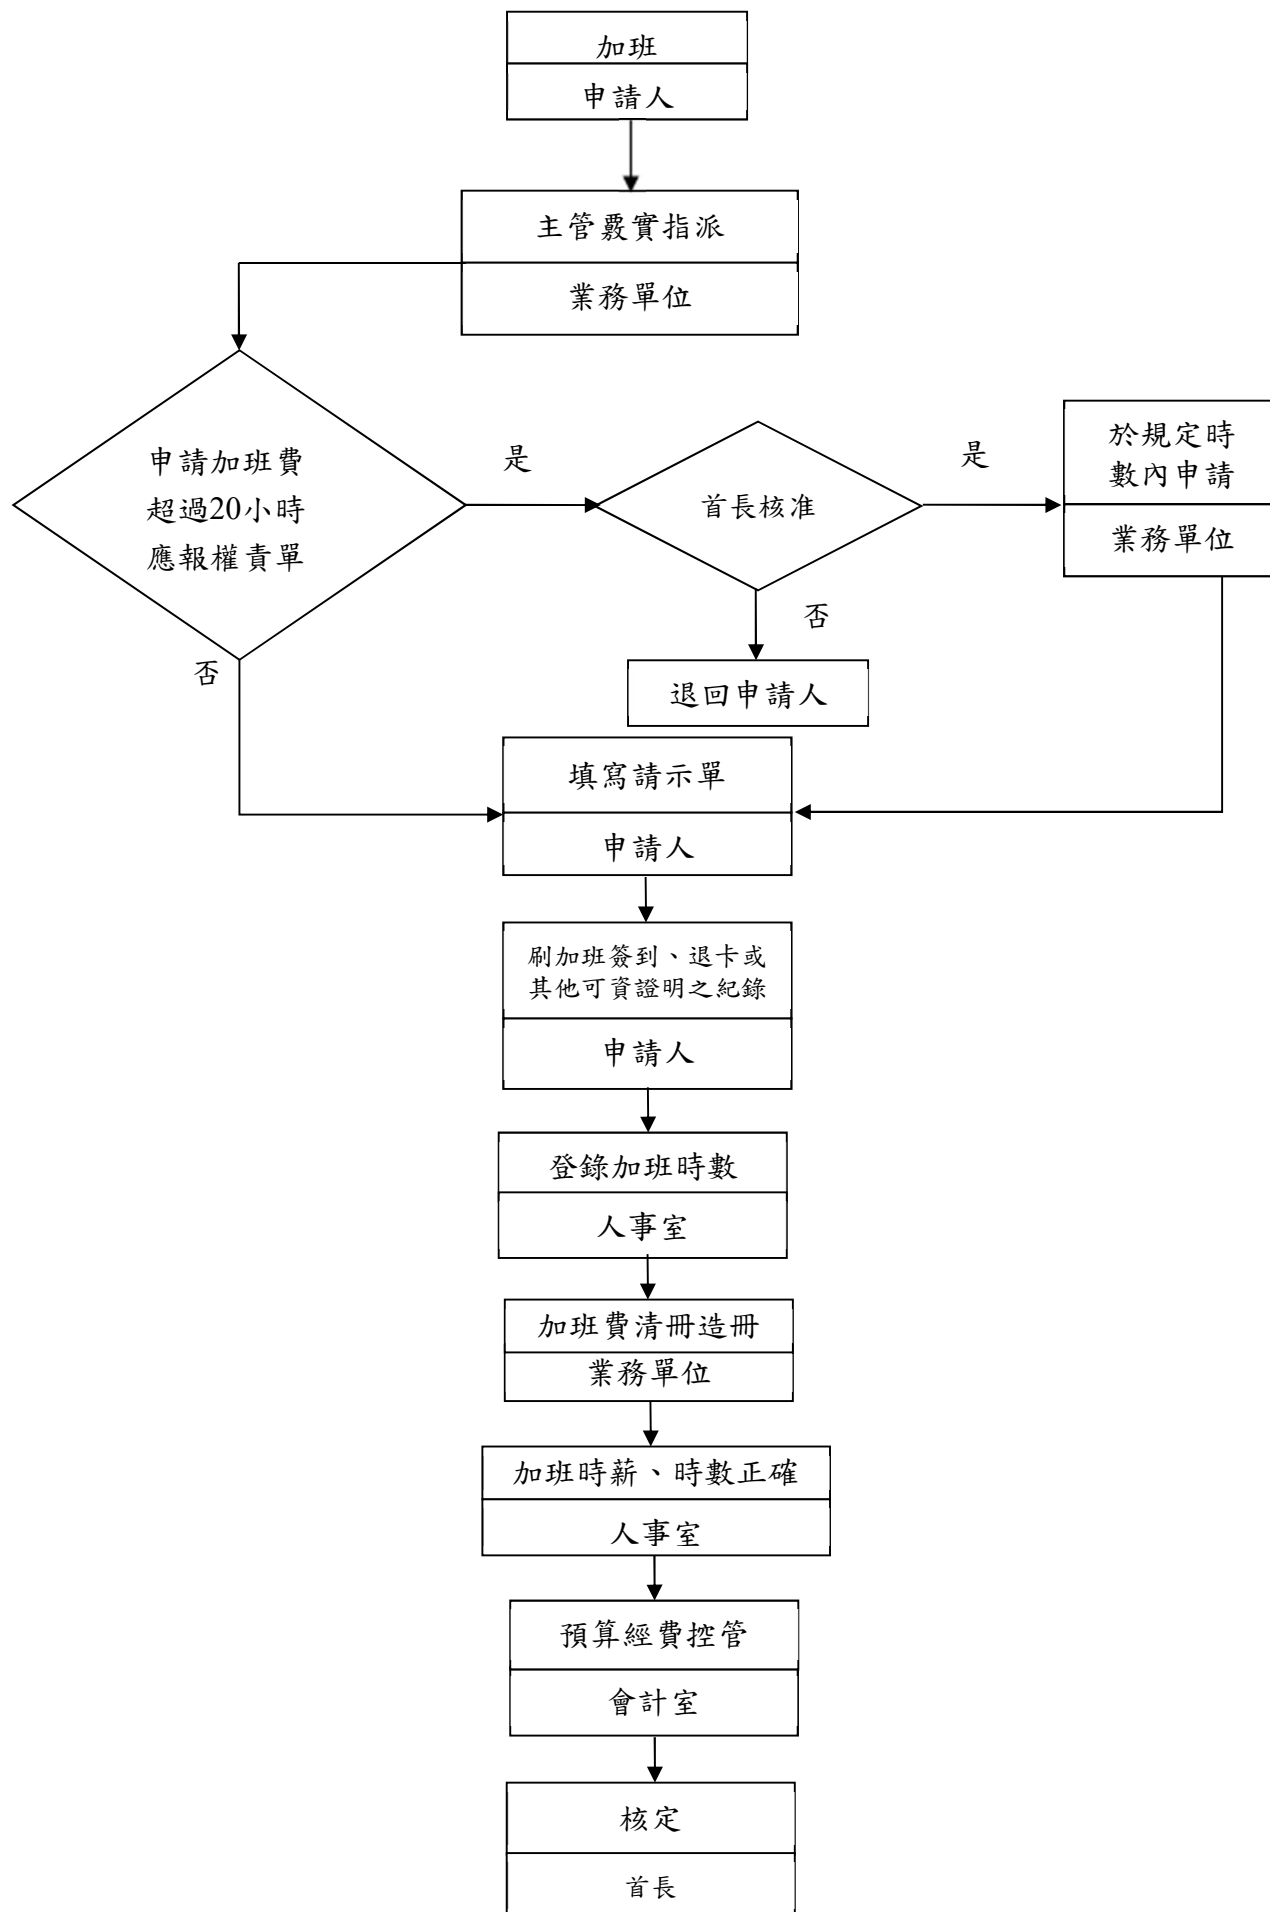 加班
申請人
主管覈實指派
業務單位
申請加班費
超過20小時
應報權責單
是
首長核准
是
於規定時
數內申請
業務單位
否
否
退回申請人
填寫請示單
申請人
刷加班簽到、退卡或
其他可資證明之紀錄
申請人
登錄加班時數
人事室
加班費清冊造冊
業務單位
加班時薪、時數正確
人事室
預算經費控管
會計室
核定
首長